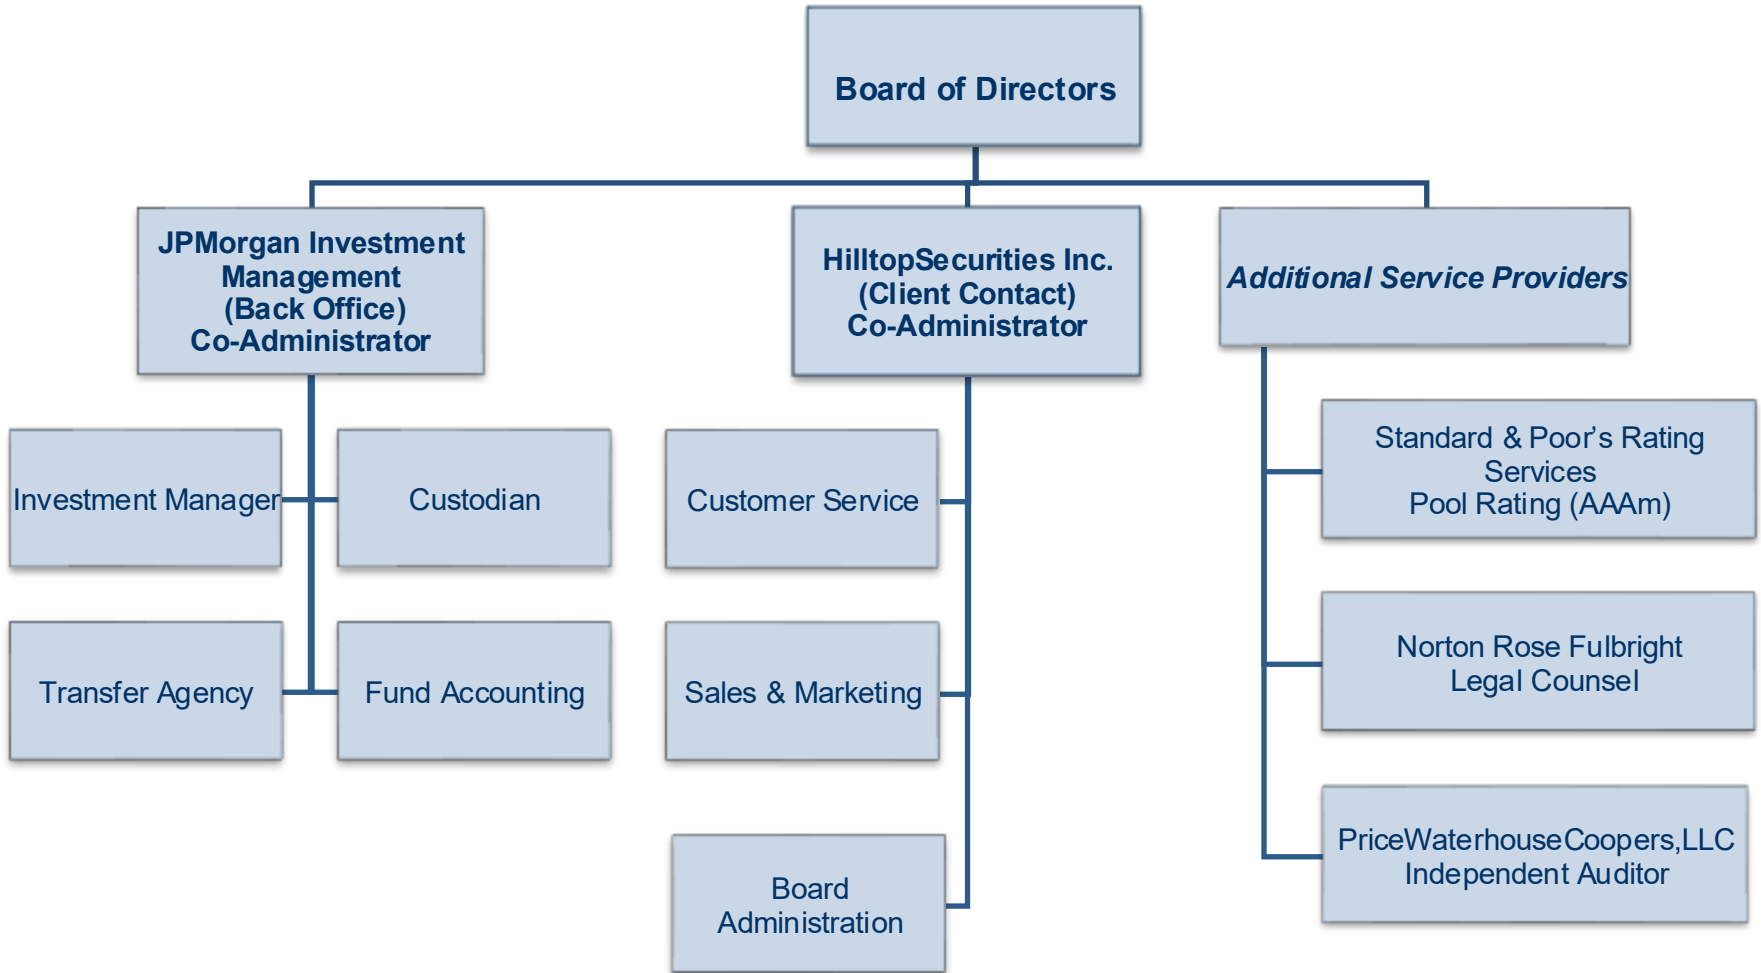 Board of Directors
JPMorgan Investment
Management
(Back Office)
Co-Administrator
HilltopSecurities Inc.
(Client Contact)
Co-Administrator
Additional Service Providers
Investment Manager
Custodian
Transfer Agency
Fund Accounting
Customer Service
Sales & Marketing
Board
Administration
Standard & Poor’s Rating
Services
Pool Rating (AAAm)
Norton Rose Fulbright
Legal Counsel
PriceWaterhouseCoopers,LLC
Independent Auditor